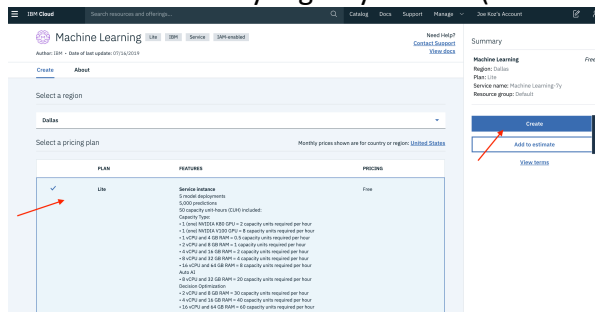 IBM Cloud
Search resources and offerings...
Catalog Docs Support Manage Joe Koz's Account
Machine Learning Lite IBM Service IAM-enabled
Author: IBM • Date of last update: 07/16/2019
Need Help?
Contact Support
View docs
Create About
Select a region
Dallas
Select a pricing plan
Monthly prices shown are for country or region: United States
PLAN FEATURES PRICING
Lite
Service instance
Free
5 model deployments
5,000 predictions
50 capacity unit-hours (CUH) included:
Capacity Type:
• 1 (one) NVIDIA K80 GPU = 2 capacity units required per hour
• 1 (one) NVIDIA V100 GPU = 8 capacity units required per hour
• 1 vCPU and 4 GB RAM = 0.5 capacity units required per hour
• 2 vCPU and 8 GB RAM = 1 capacity units required per hour
• 4 vCPU and 16 GB RAM = 2 capacity units required per hour
• 8 vCPU and 32 GB RAM = 4 capacity units required per hour
• 16 vCPU and 64 GB RAM = 8 capacity units required per hour
Auto AI
• 8 vCPU and 32 GB RAM = 20 capacity units required per hour
Decision Optimization
• 2 vCPU and 8 GB RAM = 30 capacity units required per hour
• 4 vCPU and 16 GB RAM = 40 capacity units required per hour
• 16 vCPU and 64 GB RAM = 60 capacity units required per hour
Summary
Machine Learning Free
Region: Dallas
Plan: Lite
Service name: Machine Learning-7y
Resource group: Default
Create
Add to estimate
View terms